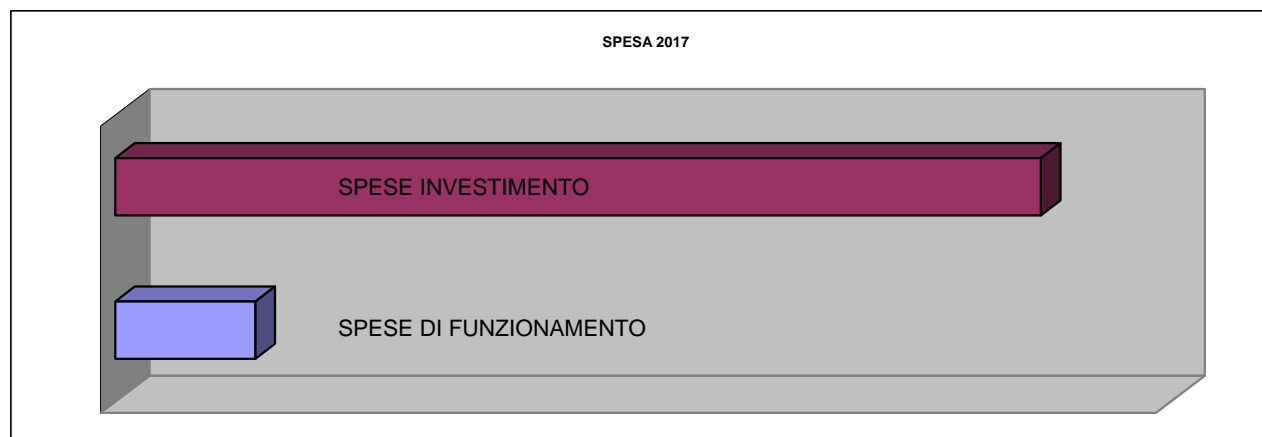 SPESA 2017
SPESE INVESTIMENTO
SPESE DI FUNZIONAMENTO